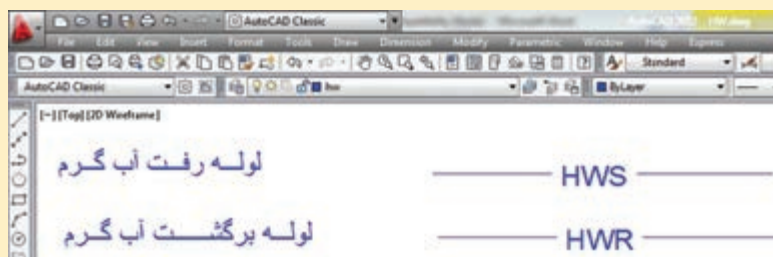 AutoCAD Classic
File Edit View Insert Format Tools Draw Dimension Modify Parametric Window Help Express
Standard
AutoCAD Classic hw ByLayer
[-][Top][2D Wireframe]
لوله رفت آب گرم HWS
لوله برگشت آب گرم HWR